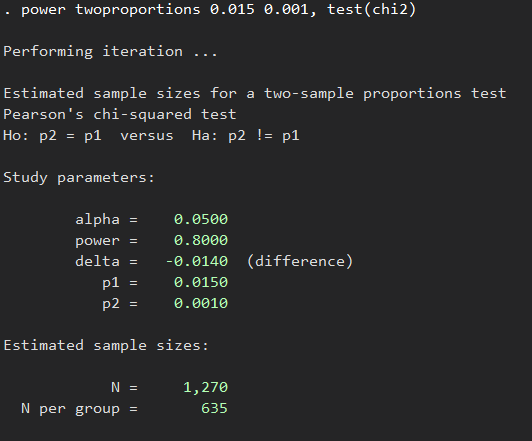 . power twoproportions 0.015 0.001, test(chi2)
Performing iteration ...
Estimated sample sizes for a two-sample proportions test
Pearson's chi-squared test
Ho: p2 = p1  versus  Ha: p2 != p1
Study parameters:
alpha =    0.0500
power =    0.8000
delta =   -0.0140  (difference)
p1 =    0.0150
p2 =    0.0010
Estimated sample sizes:
N =     1,270
N per group =       635